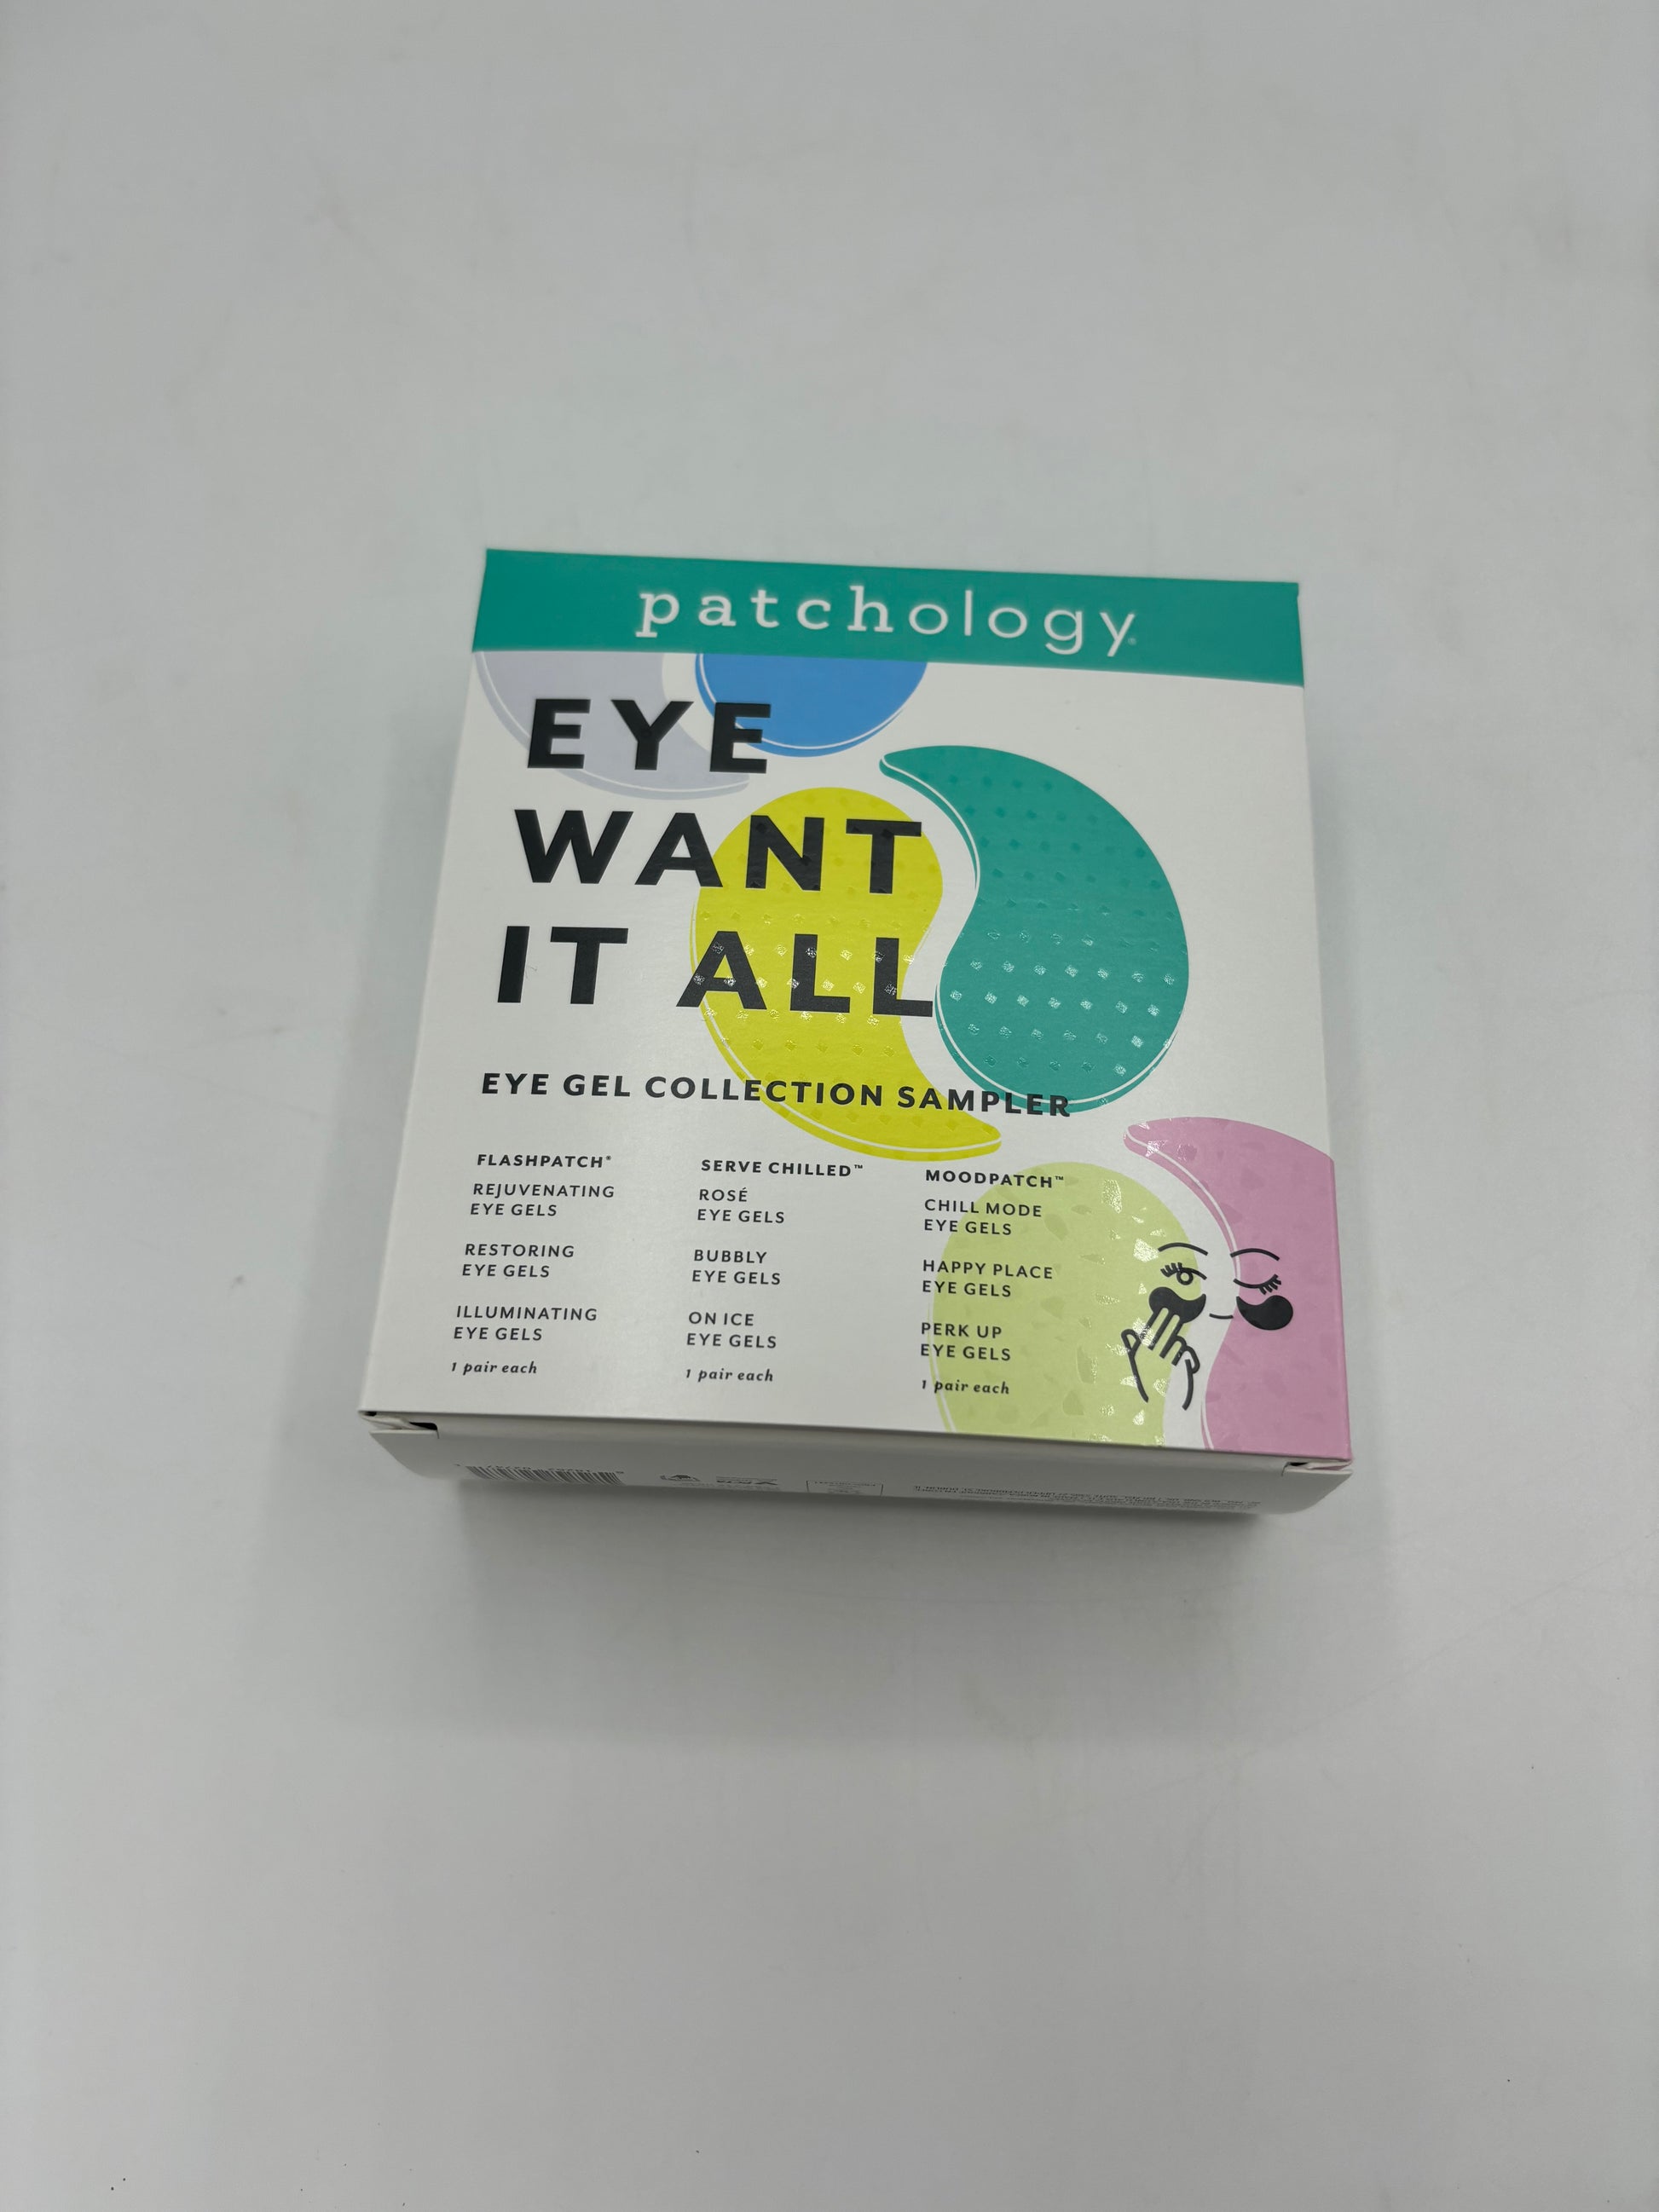 patchology®
EYE
WANT
IT ALL
EYE GEL COLLECTION SAMPLER
FLASHPATCH®
REJUVENATING
EYE GELS
RESTORING
EYE GELS
ILLUMINATING
EYE GELS
1 pair each
SERVE CHILLED™
ROSÉ
EYE GELS
BUBBLY
EYE GELS
ON ICE
EYE GELS
1 pair each
MOODPATCH™
CHILL MODE
EYE GELS
HAPPY PLACE
EYE GELS
PERK UP
EYE GELS
1 pair each